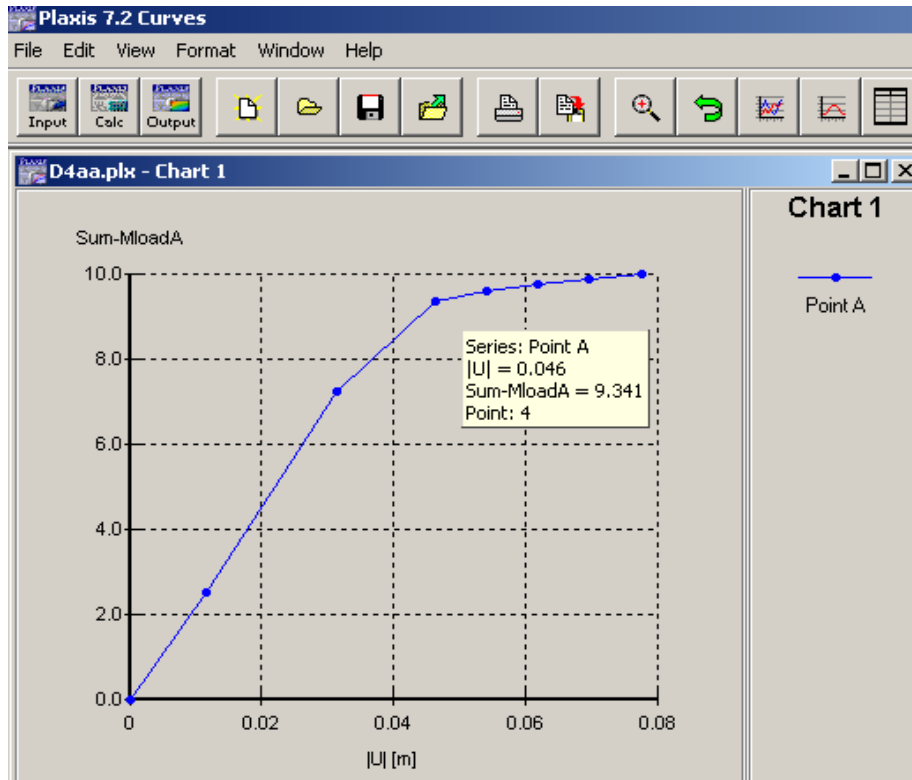 Plaxis 7.2 Curves
File Edit View Format Window Help
Input Calc Output
D4aa.plx - Chart 1
Chart 1
Sum-MloadA
10.0
8.0
6.0
4.0
2.0
0.0
0 0.02 0.04 0.06 0.08
|U| [m]
Series: Point A
|U| = 0.046
Sum-MloadA = 9.341
Point: 4
Point A